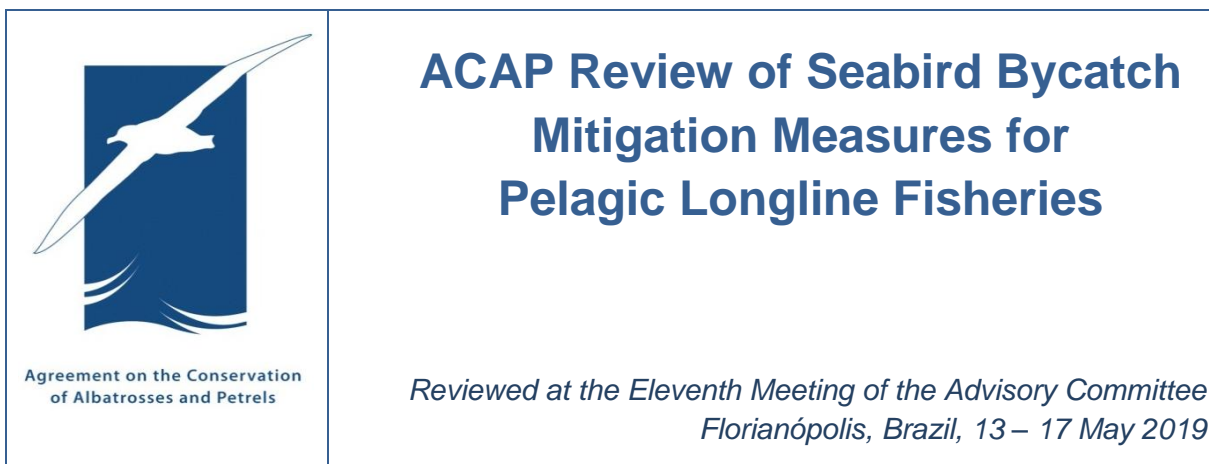 ACAP Review of Seabird Bycatch
Mitigation Measures for
Pelagic Longline Fisheries
Agreement on the Conservation
of Albatrosses and Petrels
Reviewed at the Eleventh Meeting of the Advisory Committee
Florianópolis, Brazil, 13 – 17 May 2019